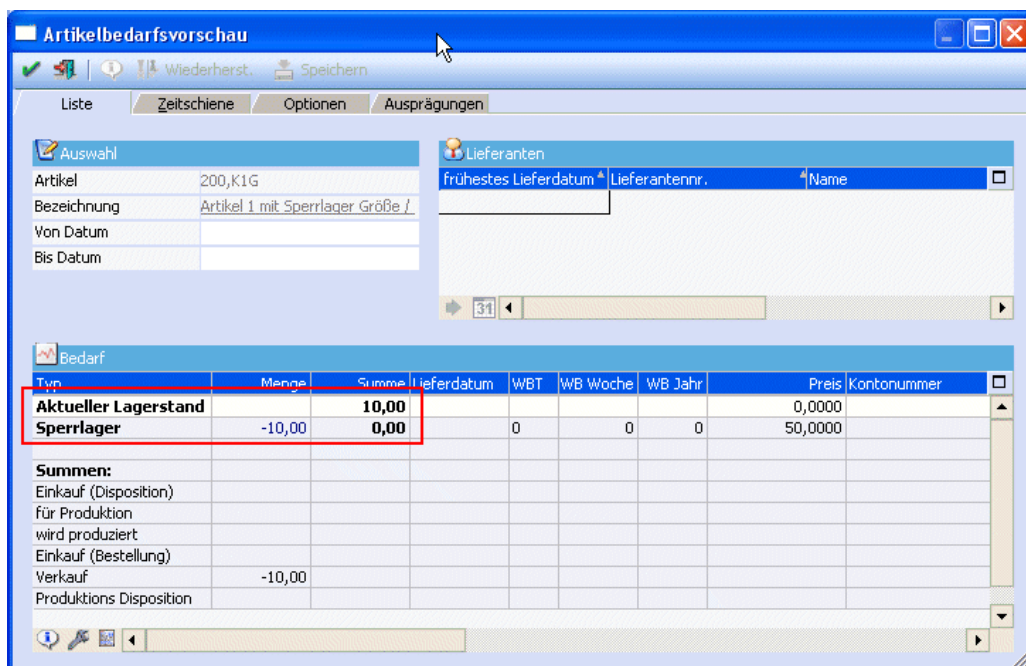 Artikelbedarfsvorschau
Wiederherst. Speichern
Liste Zeitschiene Optionen Ausprägungen
Auswahl
Artikel 200,K1G
Bezeichnung Artikel 1 mit Sperrlager Größe /
Von Datum
Bis Datum
Lieferanten
frühestes Lieferdatum Lieferantennr. Name
31
Bedarf
Typ Menge Summe Lieferdatum WBT WB Woche WB Jahr Preis Kontonummer
Aktueller Lagerstand 10,00 0,0000
Sperrlager -10,00 0,00 0 0 0 50,0000
Summen:
Einkauf (Disposition)
für Produktion
wird produziert
Einkauf (Bestellung)
Verkauf -10,00
Produktions Disposition